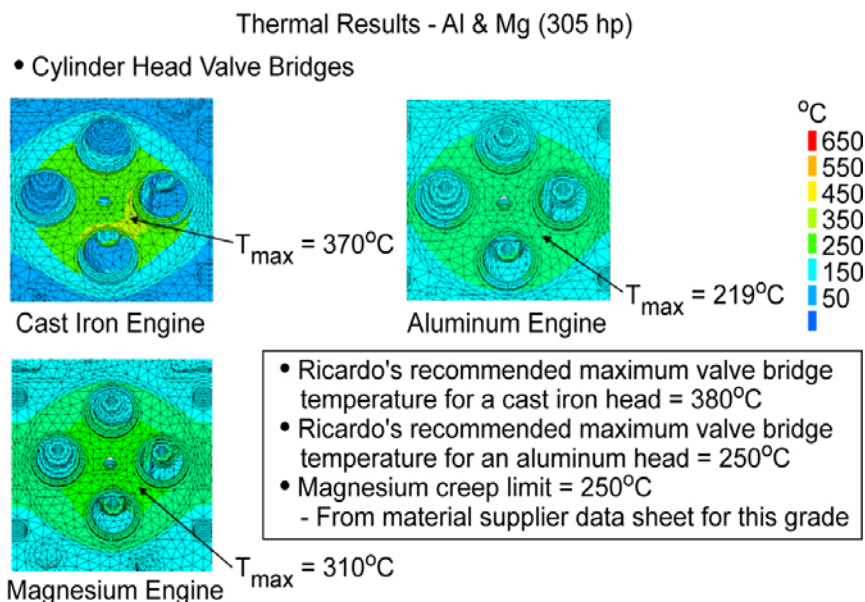 Thermal Results - Al & Mg (305 hp)
• Cylinder Head Valve Bridges
Tmax = 370°C
Cast Iron Engine
Tmax = 219°C
Aluminum Engine
°C
650
550
450
350
250
150
50
Tmax = 310°C
Magnesium Engine
• Ricardo's recommended maximum valve bridge
temperature for a cast iron head = 380°C
• Ricardo's recommended maximum valve bridge
temperature for an aluminum head = 250°C
• Magnesium creep limit = 250°C
- From material supplier data sheet for this grade